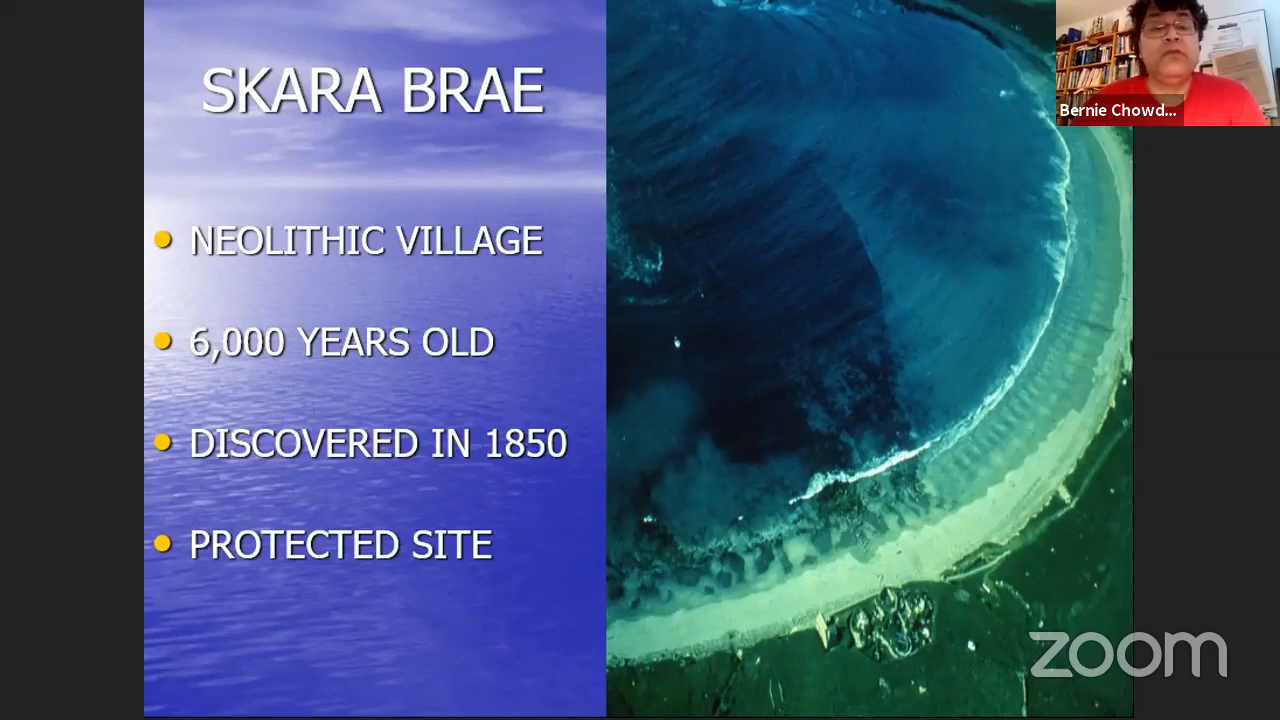 SKARA BRAE
• NEOLITHIC VILLAGE
• 6,000 YEARS OLD
• DISCOVERED IN 1850
• PROTECTED SITE
Bernie Chowd...
zoom